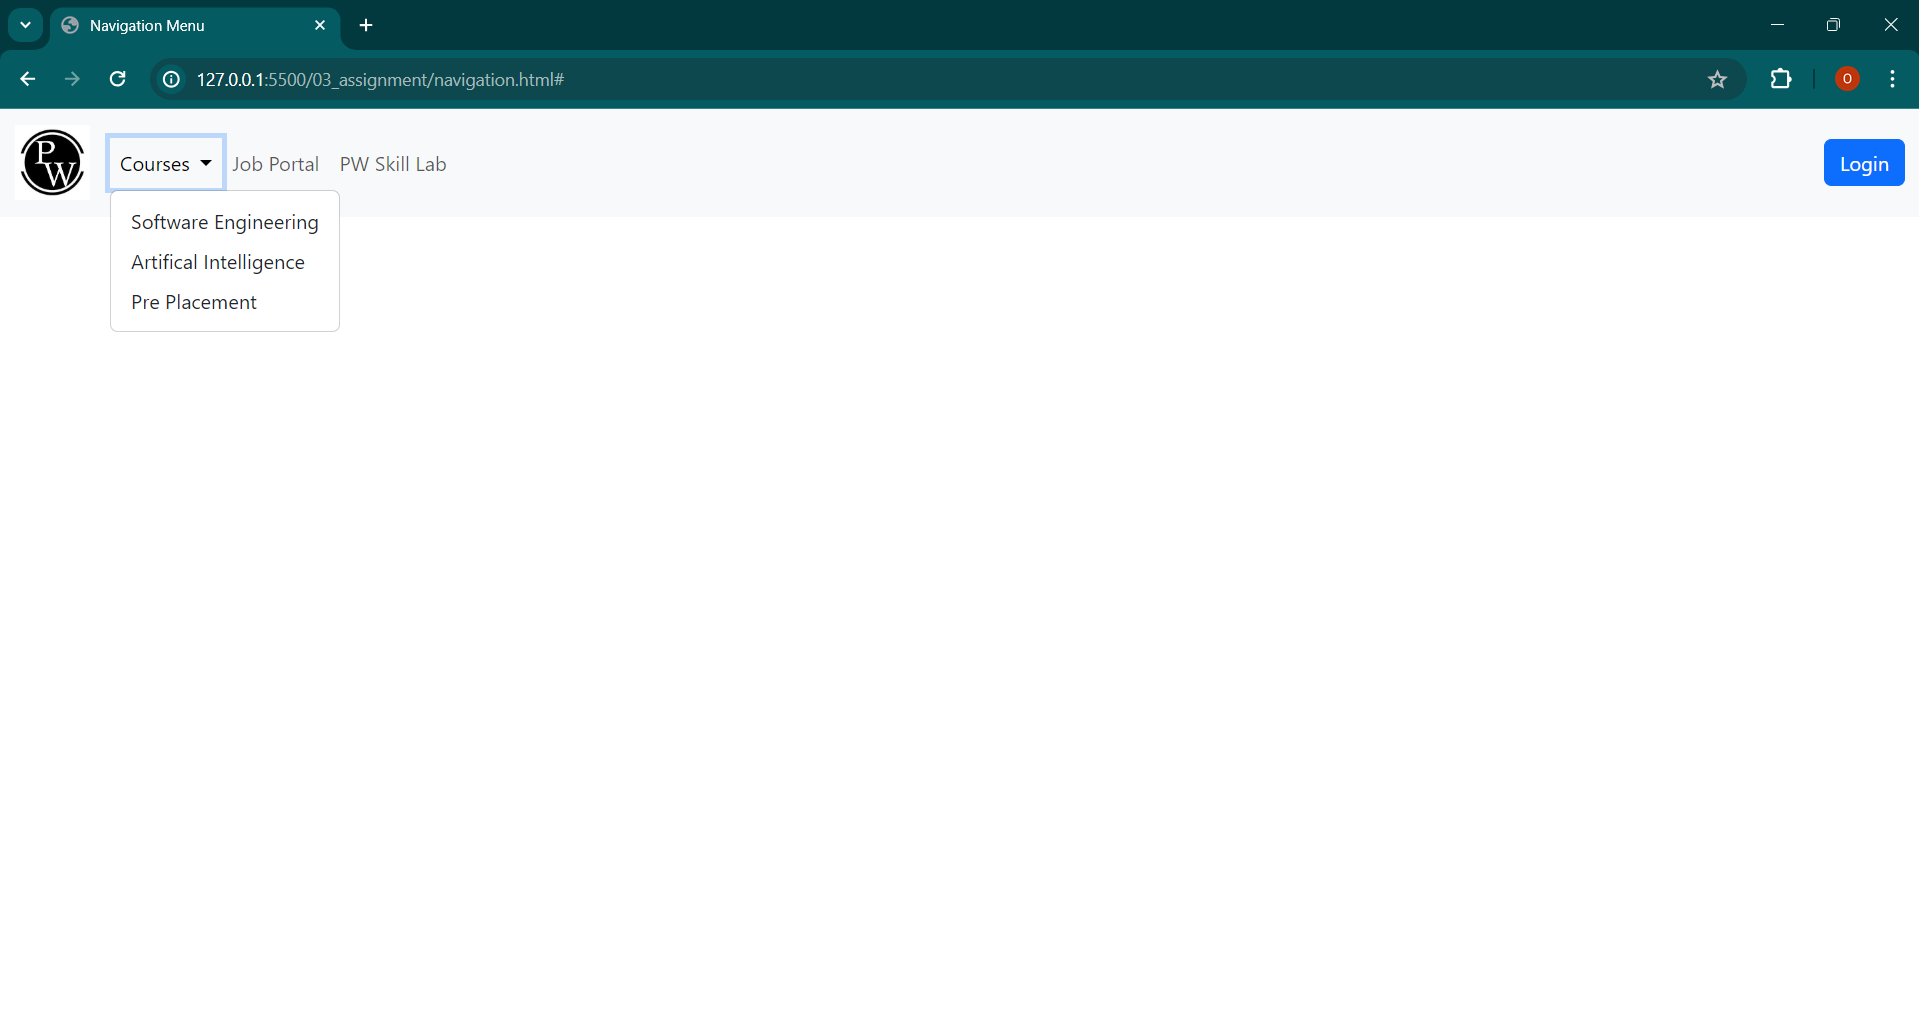 Navigation Menu
127.0.0.1:5500/03_assignment/navigation.html#
O
PW
Courses Job Portal PW Skill Lab Login
Software Engineering
Artifical Intelligence
Pre Placement